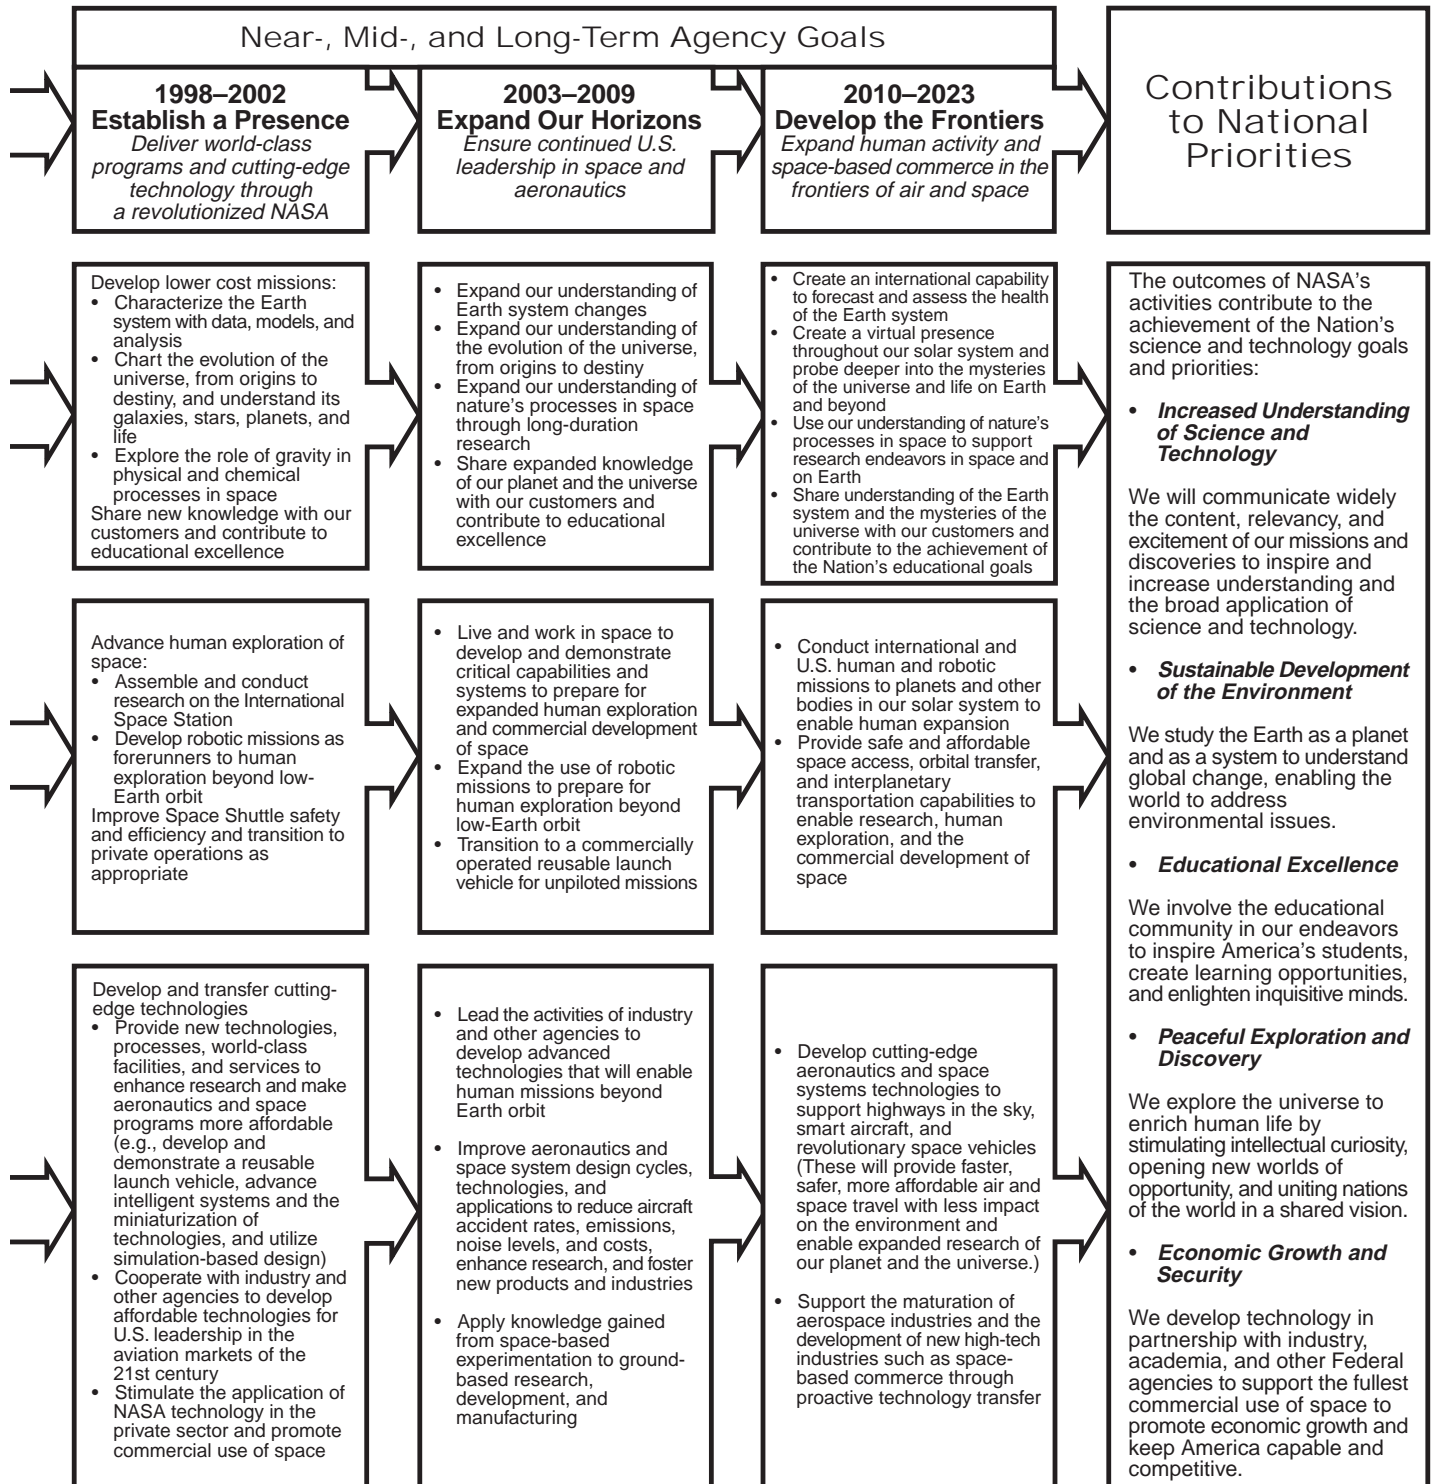 Near-, Mid-, and Long-Term Agency Goals
1998–2002
Establish a Presence
Deliver world-class
programs and cutting-edge
technology through
a revolutionized NASA
2003–2009
Expand Our Horizons
Ensure continued U.S.
leadership in space and
aeronautics
2010–2023
Develop the Frontiers
Expand human activity and
space-based commerce in the
frontiers of air and space
Contributions
to National
Priorities
Develop lower cost missions:
• Characterize the Earth
system with data, models, and
analysis
• Chart the evolution of the
universe, from origins to
destiny, and understand its
galaxies, stars, planets, and
life
• Explore the role of gravity in
physical and chemical
processes in space
Share new knowledge with our
customers and contribute to
educational excellence
• Expand our understanding of
Earth system changes
• Expand our understanding of
the evolution of the universe,
from origins to destiny
• Expand our understanding of
nature's processes in space
through long-duration
research
• Share expanded knowledge
of our planet and the universe
with our customers and
contribute to educational
excellence
• Create an international capability
to forecast and assess the health
of the Earth system
• Create a virtual presence
throughout our solar system and
probe deeper into the mysteries
of the universe and life on Earth
and beyond
• Use our understanding of nature's
processes in space to support
research endeavors in space and
on Earth
• Share understanding of the Earth
system and the mysteries of the
universe with our customers and
contribute to the achievement of
the Nation's educational goals
Advance human exploration of
space:
• Assemble and conduct
research on the International
Space Station
• Develop robotic missions as
forerunners to human
exploration beyond low-
Earth orbit
Improve Space Shuttle safety
and efficiency and transition to
private operations as
appropriate
• Live and work in space to
develop and demonstrate
critical capabilities and
systems to prepare for
expanded human exploration
and commercial development
of space
• Expand the use of robotic
missions to prepare for
human exploration beyond
low-Earth orbit
• Transition to a commercially
operated reusable launch
vehicle for unpiloted missions
• Conduct international and
U.S. human and robotic
missions to planets and other
bodies in our solar system to
enable human expansion
• Provide safe and affordable
space access, orbital transfer,
and interplanetary
transportation capabilities to
enable research, human
exploration, and the
commercial development of
space
Develop and transfer cutting-
edge technologies
• Provide new technologies,
processes, world-class
facilities, and services to
enhance research and make
aeronautics and space
programs more affordable
(e.g., develop and
demonstrate a reusable
launch vehicle, advance
intelligent systems and the
miniaturization of
technologies, and utilize
simulation-based design)
• Cooperate with industry and
other agencies to develop
affordable technologies for
U.S. leadership in the
aviation markets of the
21st century
• Stimulate the application of
NASA technology in the
private sector and promote
commercial use of space
• Lead the activities of industry
and other agencies to
develop advanced
technologies that will enable
human missions beyond
Earth orbit
• Improve aeronautics and
space system design cycles,
technologies, and
applications to reduce aircraft
accident rates, emissions,
noise levels, and costs,
enhance research, and foster
new products and industries
• Apply knowledge gained
from space-based
experimentation to ground-
based research,
development, and
manufacturing
• Develop cutting-edge
aeronautics and space
systems technologies to
support highways in the sky,
smart aircraft, and
revolutionary space vehicles
(These will provide faster,
safer, more affordable air and
space travel with less impact
on the environment and
enable expanded research of
our planet and the universe.)
• Support the maturation of
aerospace industries and the
development of new high-tech
industries such as space-
based commerce through
proactive technology transfer
The outcomes of NASA's
activities contribute to the
achievement of the Nation's
science and technology goals
and priorities:
• Increased Understanding
of Science and
Technology
We will communicate widely
the content, relevancy, and
excitement of our missions and
discoveries to inspire and
increase understanding and
the broad application of
science and technology.
• Sustainable Development
of the Environment
We study the Earth as a planet
and as a system to understand
global change, enabling the
world to address
environmental issues.
• Educational Excellence
We involve the educational
community in our endeavors
to inspire America's students,
create learning opportunities,
and enlighten inquisitive minds.
• Peaceful Exploration and
Discovery
We explore the universe to
enrich human life by
stimulating intellectual curiosity,
opening new worlds of
opportunity, and uniting nations
of the world in a shared vision.
• Economic Growth and
Security
We develop technology in
partnership with industry,
academia, and other Federal
agencies to support the fullest
commercial use of space to
promote economic growth and
keep America capable and
competitive.